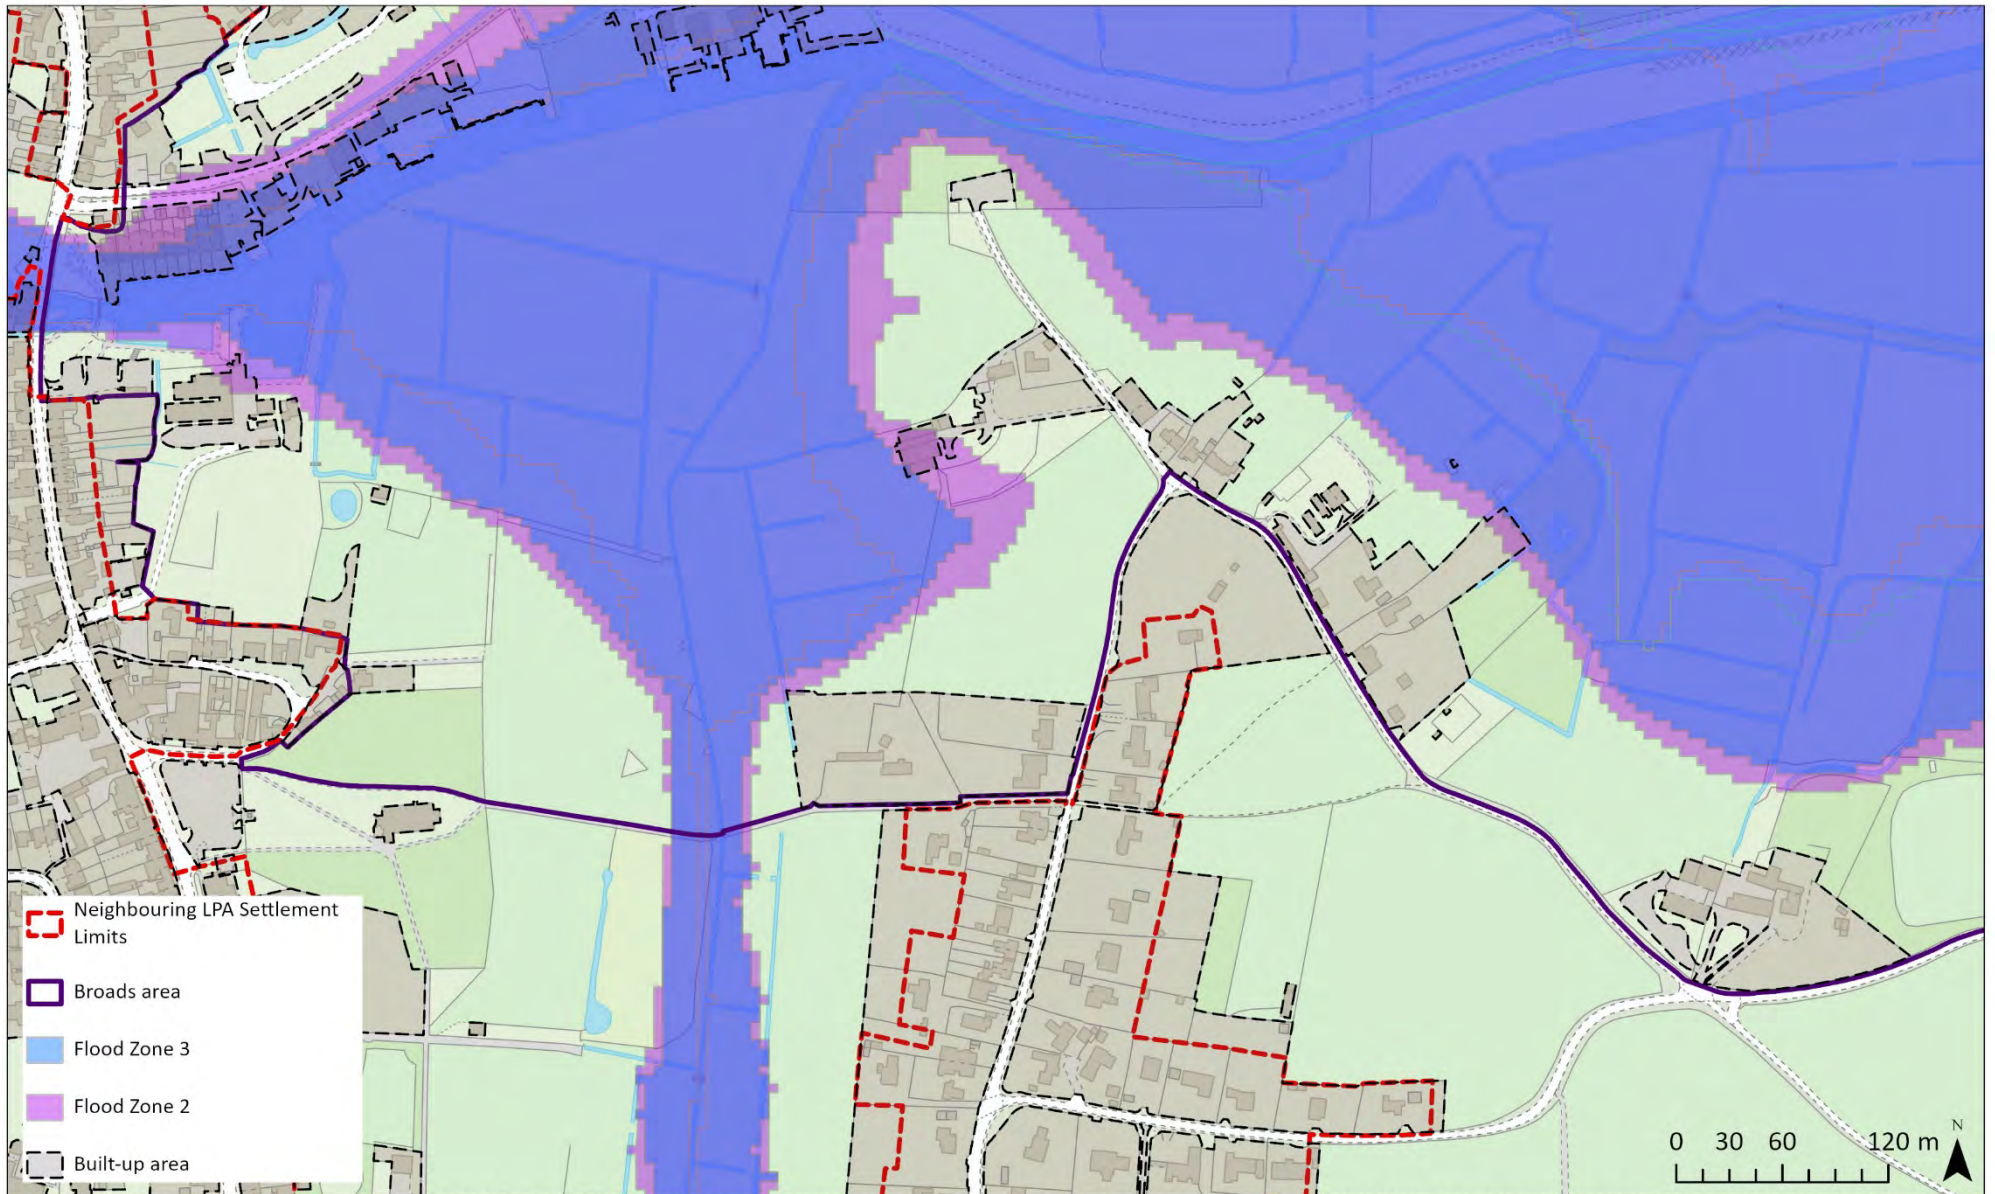 Neighbouring LPA Settlement
Limits
Broads area
Flood Zone 3
Flood Zone 2
Built-up area
0 30 60 120 m
N